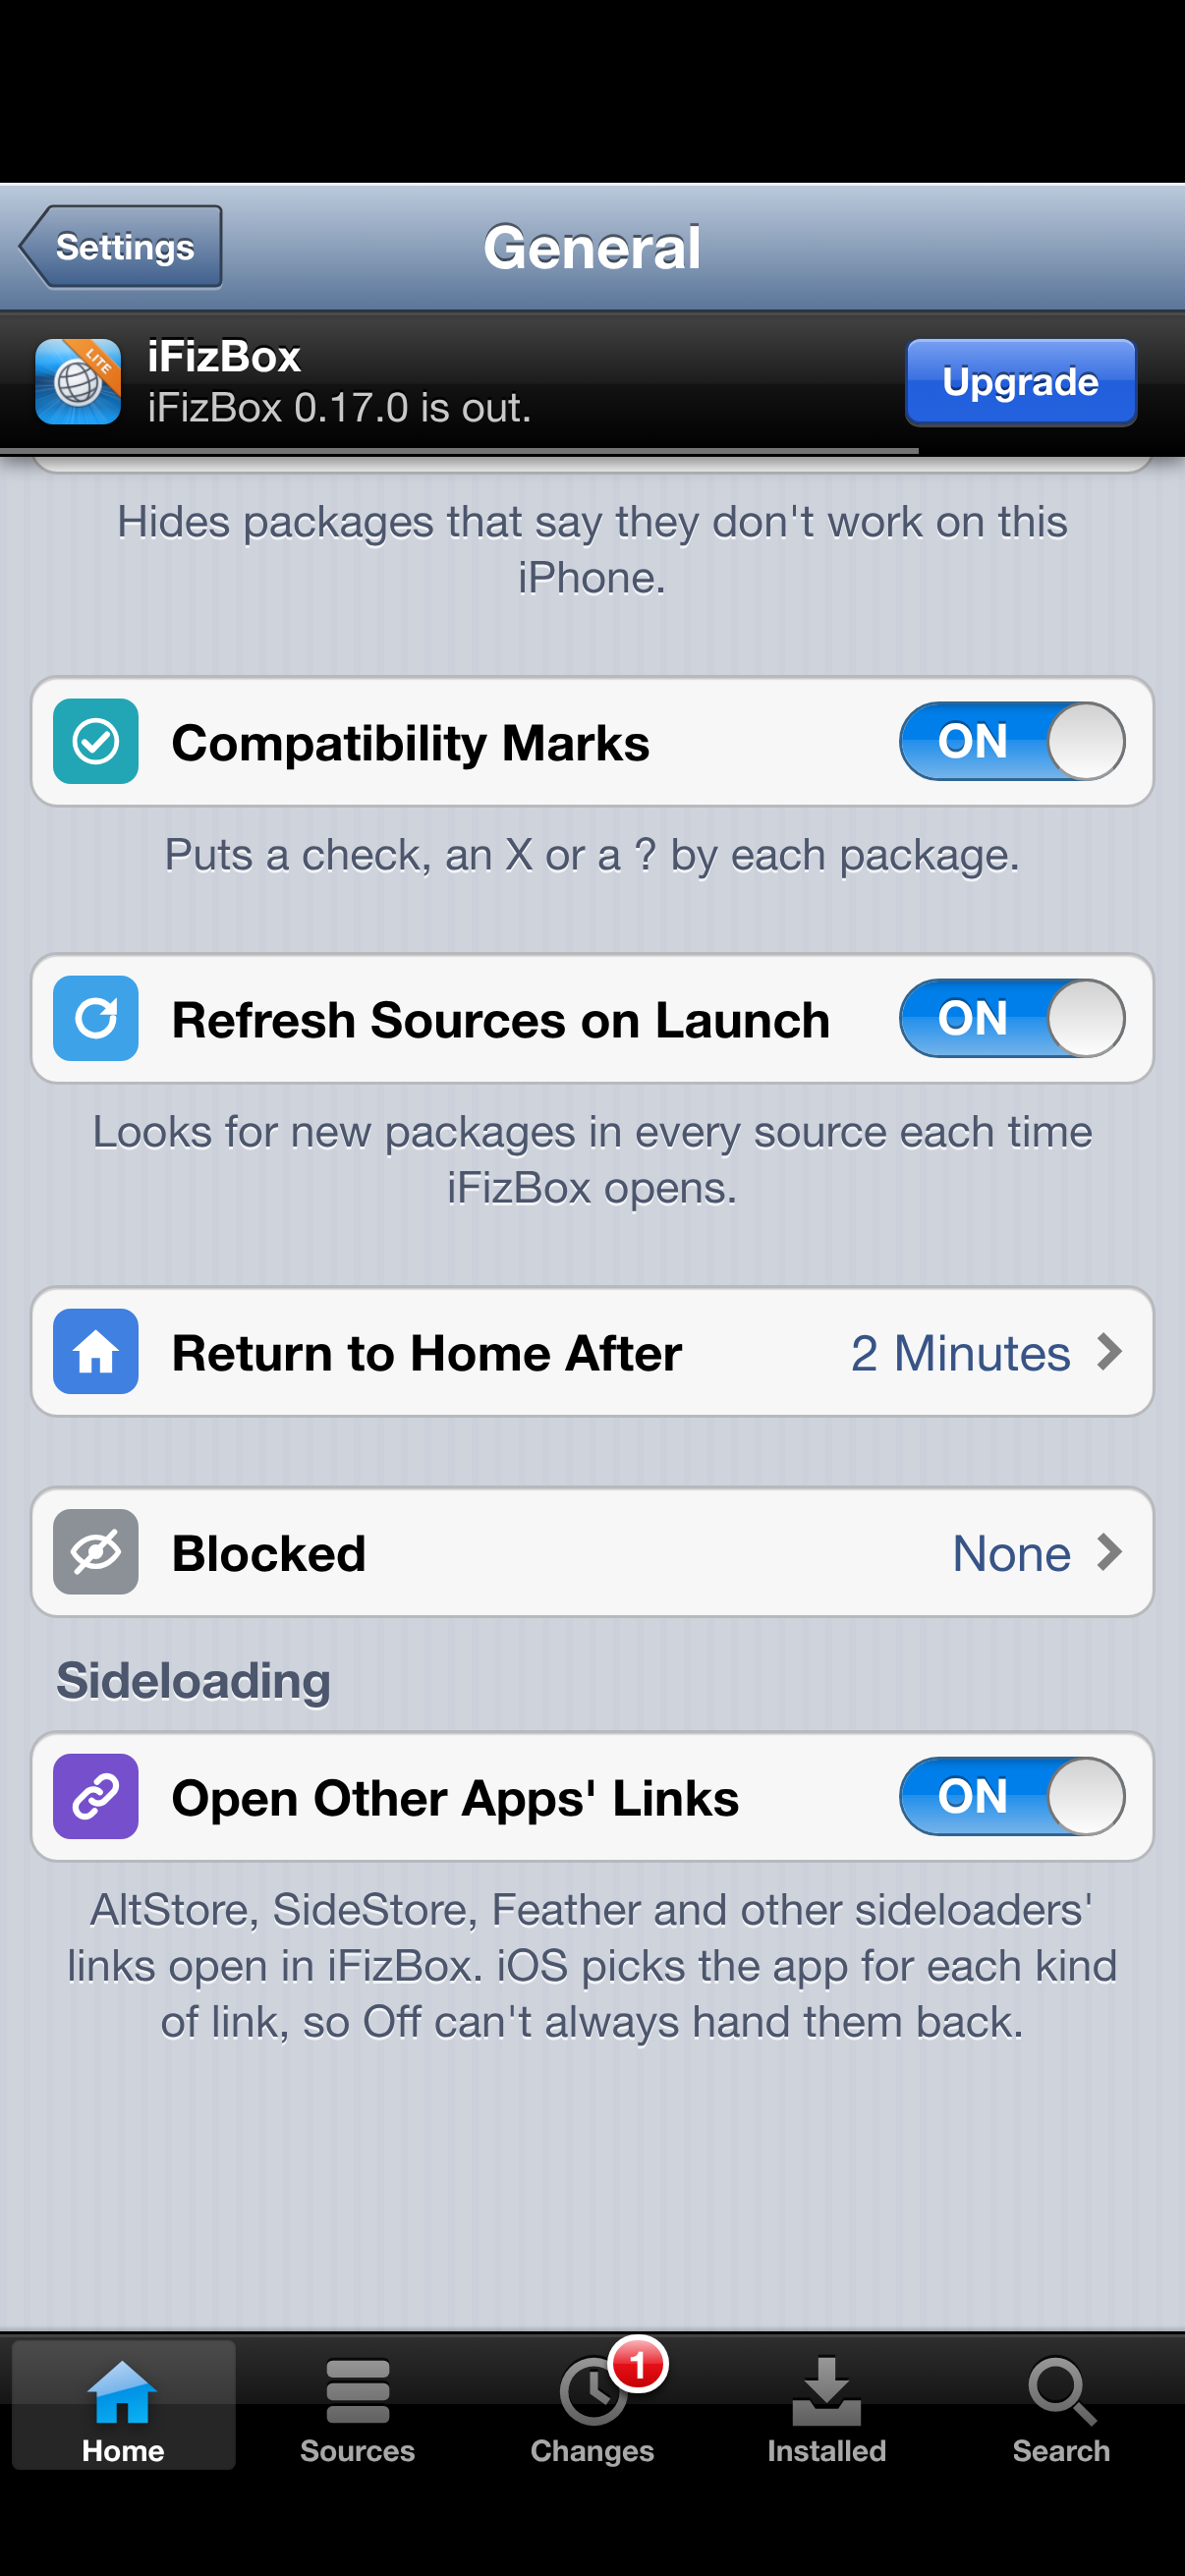 Settings
General
LITE
iFizBox
iFizBox 0.17.0 is out.
Upgrade
Hides packages that say they don't work on this
iPhone.
Compatibility Marks
ON
Puts a check, an X or a ? by each package.
Refresh Sources on Launch
ON
Looks for new packages in every source each time
iFizBox opens.
Return to Home After
2 Minutes
Blocked
None
Sideloading
Open Other Apps' Links
ON
AltStore, SideStore, Feather and other sideloaders'
links open in iFizBox. iOS picks the app for each kind
of link, so Off can't always hand them back.
1
Home
Sources
Changes
Installed
Search